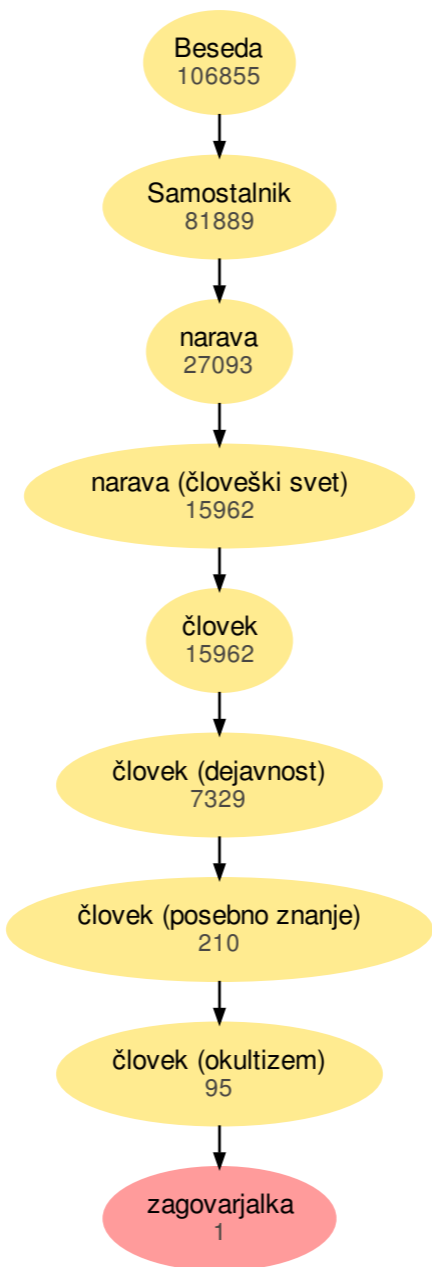 Beseda
106855
Samostalnik
81889
narava
27093
narava (človeški svet)
15962
človek
15962
človek (dejavnost)
7329
človek (posebno znanje)
210
človek (okultizem)
95
zagovarjalka
1